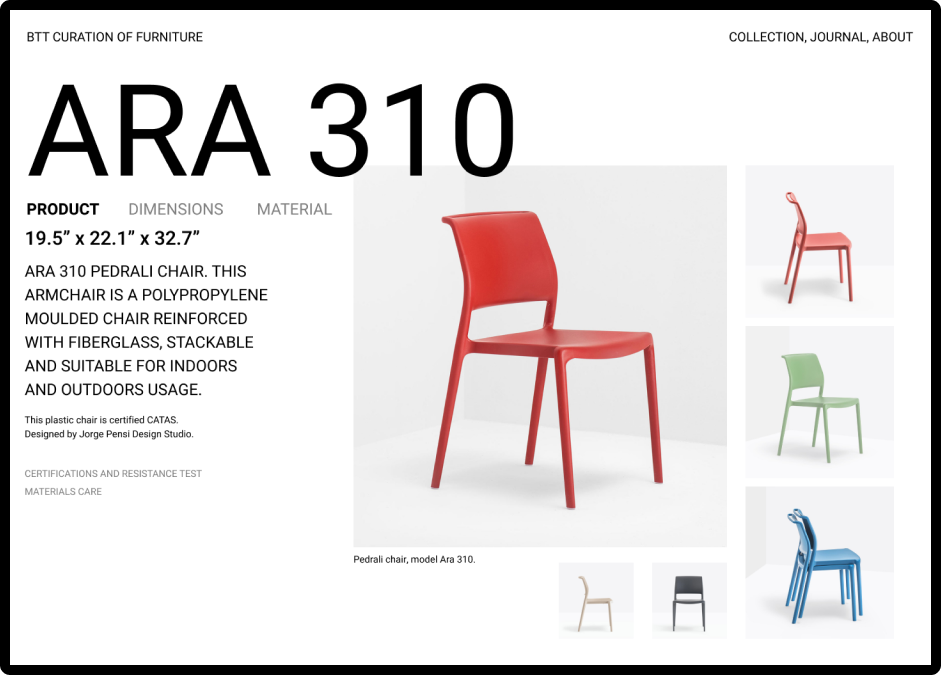 BTT CURATION OF FURNITURE
COLLECTION, JOURNAL, ABOUT
ARA 310
PRODUCT DIMENSIONS MATERIAL
19.5” x 22.1” x 32.7”
ARA 310 PEDRALI CHAIR. THIS
ARMCHAIR IS A POLYPROPYLENE
MOULDED CHAIR REINFORCED
WITH FIBERGLASS, STACKABLE
AND SUITABLE FOR INDOORS
AND OUTDOORS USAGE.
This plastic chair is certified CATAS.
Designed by Jorge Pensi Design Studio.
CERTIFICATIONS AND RESISTANCE TEST
MATERIALS CARE
Pedrali chair, model Ara 310.